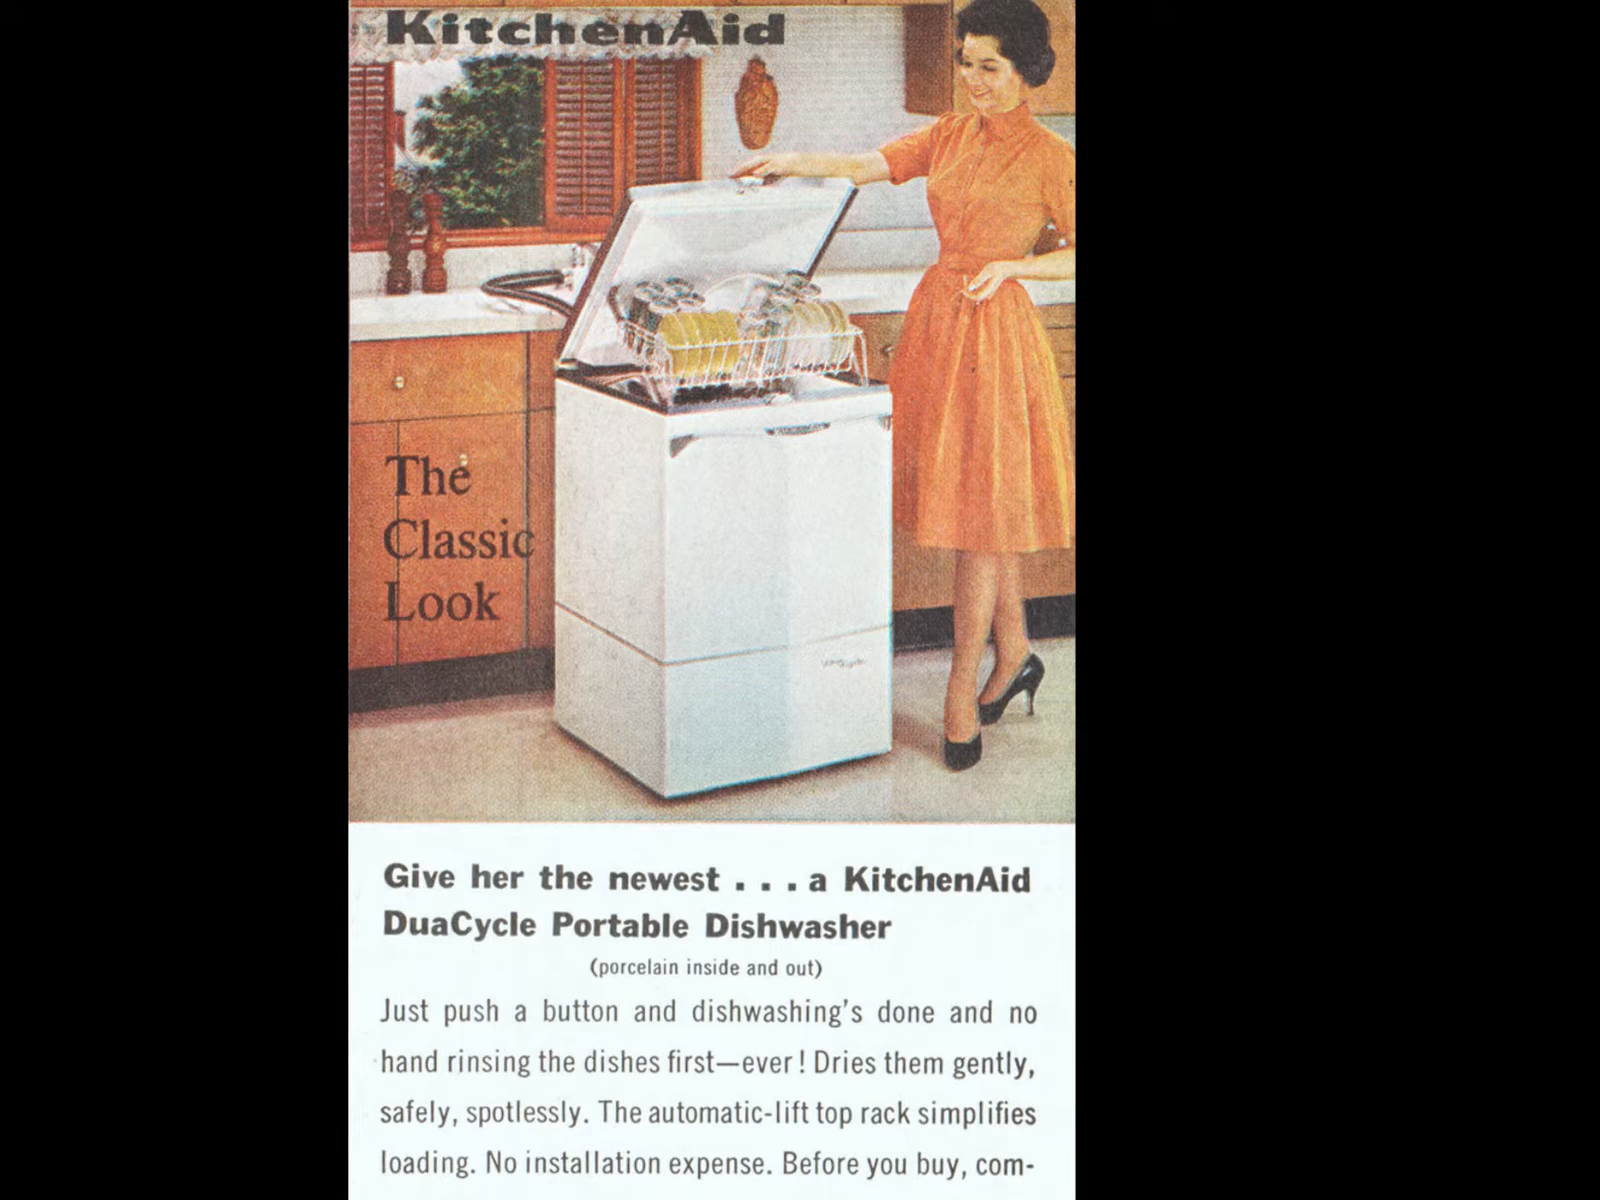 KitchenAid
The
Classic
Look
Give her the newest . . . a KitchenAid
DuaCycle Portable Dishwasher
(porcelain inside and out)
Just push a button and dishwashing's done and no
hand rinsing the dishes first—ever! Dries them gently,
safely, spotlessly. The automatic-lift top rack simplifies
loading. No installation expense. Before you buy, com-